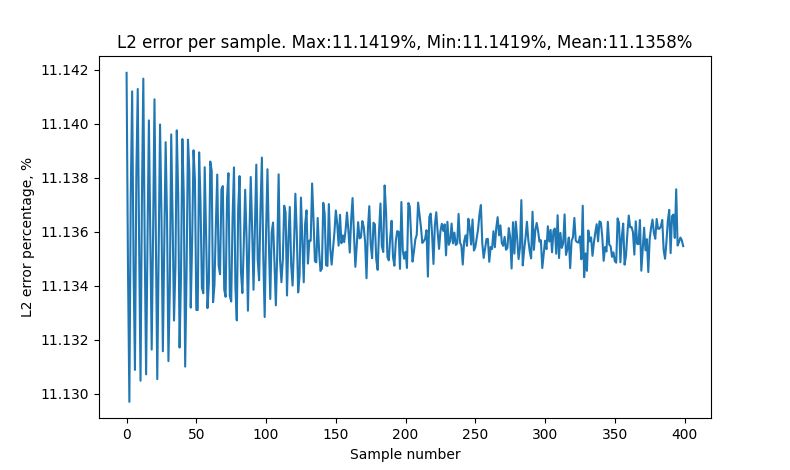 L2 error per sample. Max:11.1419%, Min:11.1419%, Mean:11.1358%
11.142
11.140
11.138
11.136
11.134
11.132
11.130
L2 error percentage, %
0 50 100 150 200 250 300 350 400
Sample number